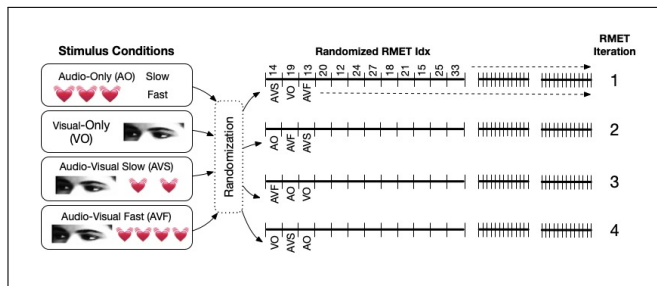 Stimulus Conditions
Audio-Only (AO) Slow
Fast
Visual-Only
(VO)
Audio-Visual Slow (AVS)
Audio-Visual Fast (AVF)
Randomization
Randomized RMET Idx
14 19 13 20 12 24 27 18 21 15 25 33
RMET
Iteration
AVS VO AVF
1
AO AVF AVS
2
AVF AO VO
3
VO AVS AO
4